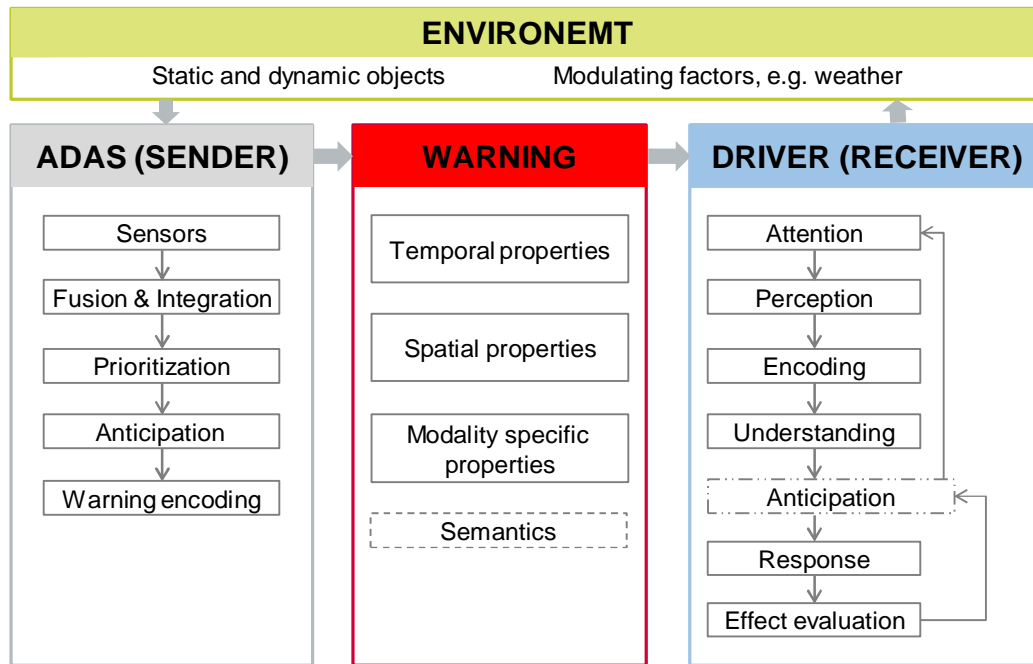 ENVIRONEMT
Static and dynamic objects
Modulating factors, e.g. weather
ADAS (SENDER)
Sensors
Fusion & Integration
Prioritization
Anticipation
Warning encoding
WARNING
Temporal properties
Spatial properties
Modality specific
properties
Semantics
DRIVER (RECEIVER)
Attention
Perception
Encoding
Understanding
Anticipation
Response
Effect evaluation